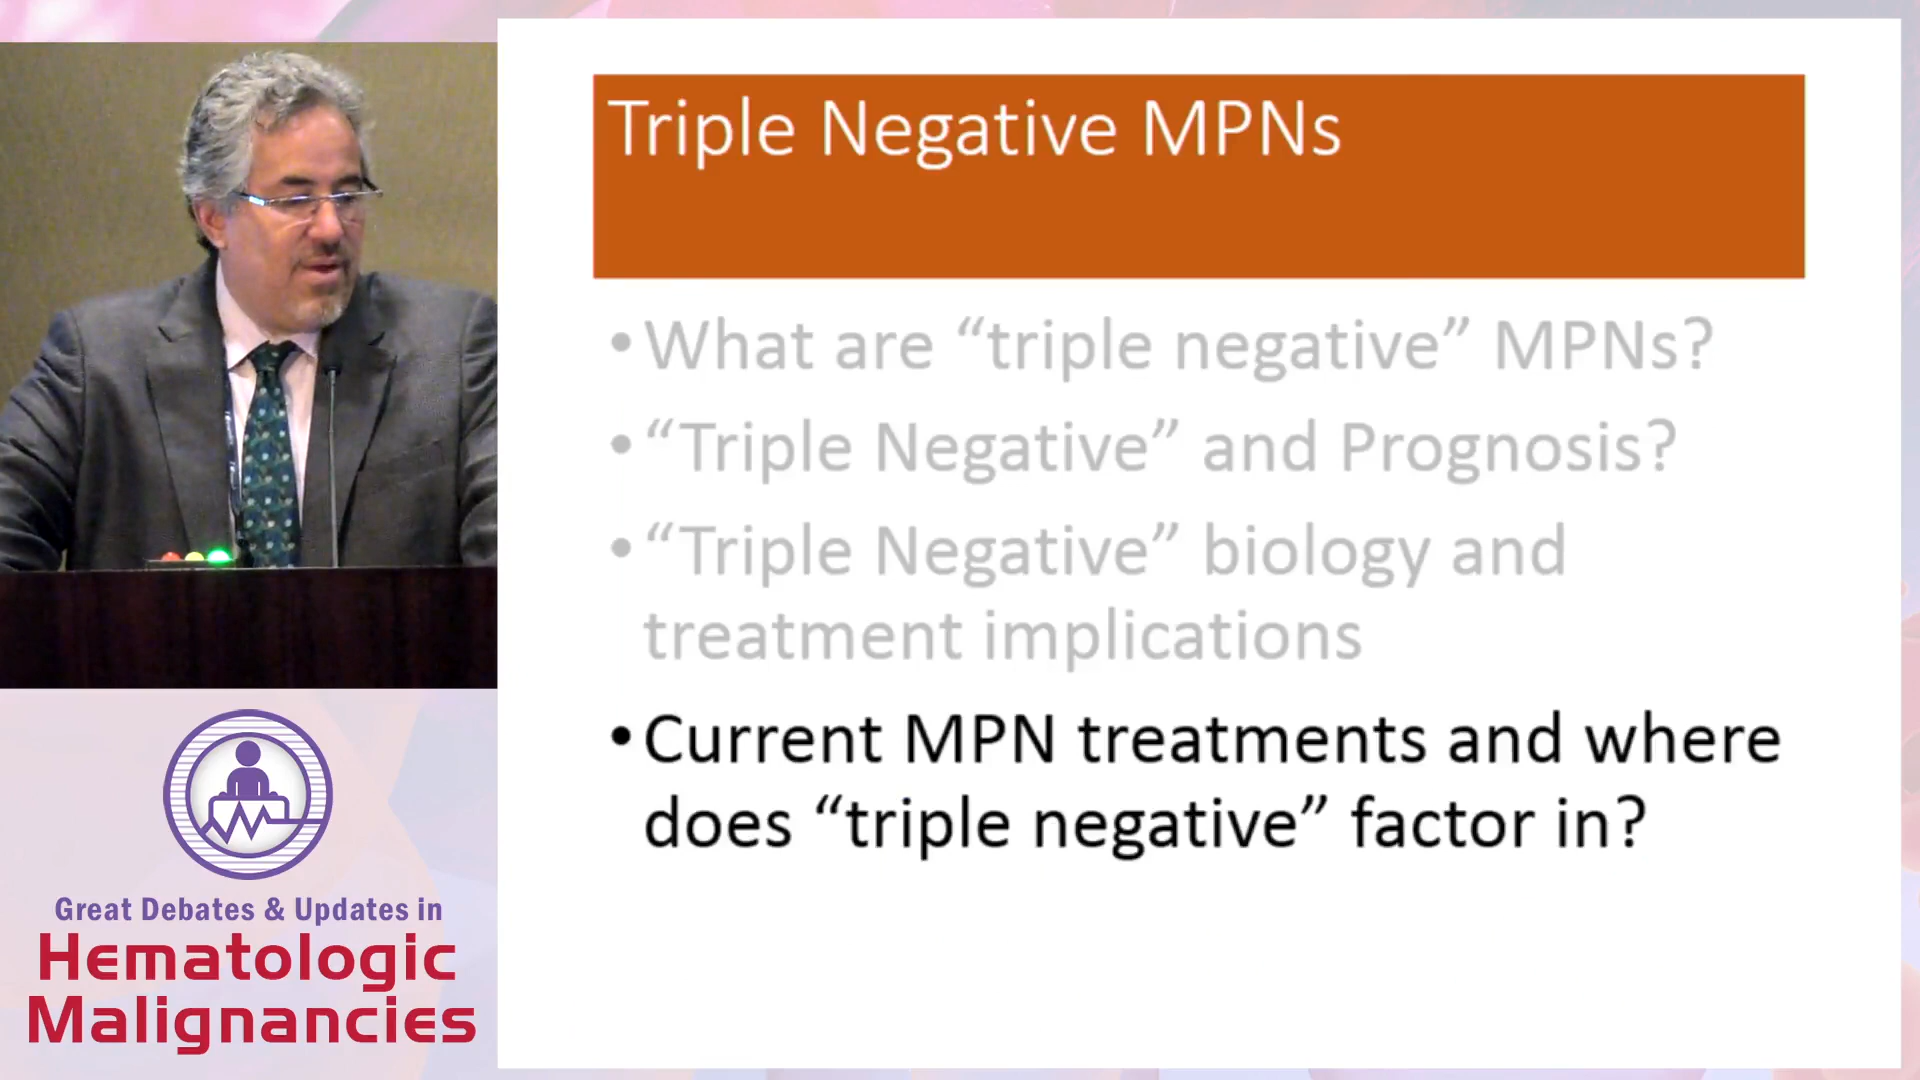 Triple Negative MPNs
• What are “triple negative” MPNs?
• “Triple Negative” and Prognosis?
• “Triple Negative” biology and
treatment implications
• Current MPN treatments and where
does “triple negative” factor in?
Great Debates & Updates in
Hematologic
Malignancies